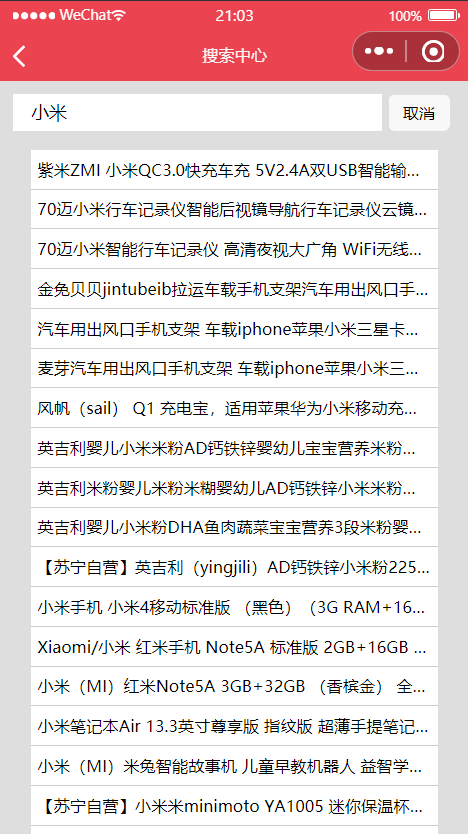 WeChat 21:03 100%
搜索中心
小米 取消
紫米ZMI 小米QC3.0快充车充 5V2.4A双USB智能输...
70迈小米行车记录仪智能后视镜导航行车记录仪云镜...
70迈小米智能行车记录仪 高清夜视大广角 WiFi无线...
金免贝贝jintubeib拉运车载手机支架汽车用出风口手...
汽车用出风口手机支架 车载iphone苹果小米三星卡...
麦芽汽车用出风口手机支架 车载iphone苹果小米三...
风帆（sail） Q1 充电宝，适用苹果华为小米移动充...
英吉利婴儿小米米粉AD钙铁锌婴幼儿宝宝营养米粉...
英吉利米粉婴儿米粉米糊婴幼儿AD钙铁锌小米米粉...
英吉利婴儿小米粉DHA鱼肉蔬菜宝宝营养3段米粉婴...
【苏宁自营】英吉利（yingjili）AD钙铁锌小米粉225...
小米手机 小米4移动标准版 （黑色）（3G RAM+16...
Xiaomi/小米 红米手机 Note5A 标准版 2GB+16GB ...
小米（MI）红米Note5A 3GB+32GB （香槟金） 全...
小米笔记本Air 13.3英寸尊享版 指纹版 超薄手提笔记...
小米（MI）米兔智能故事机 儿童早教机器人 益智学...
【苏宁自营】小米米minimoto YA1005 迷你保温杯...